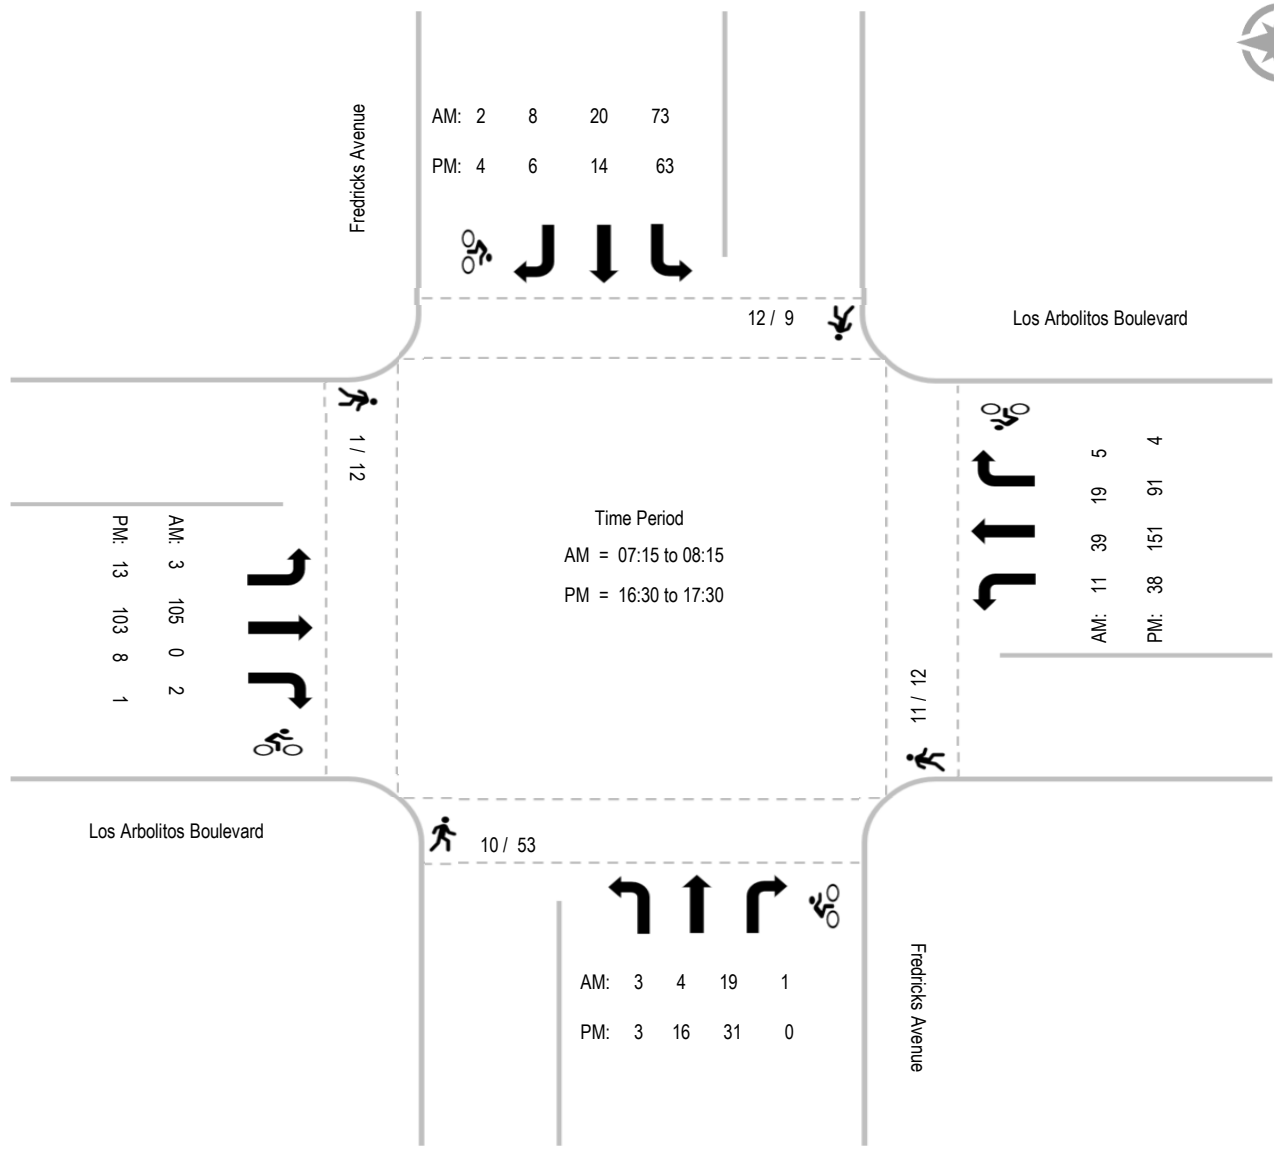 Fredricks Avenue
AM: 2 8 20 73
PM: 4 6 14 63
12 / 9
Los Arbolitos Boulevard
1 / 12
AM: 3 105 0 2
PM: 13 103 8 1
Time Period
AM = 07:15 to 08:15
PM = 16:30 to 17:30
AM: 11 39 19 5
PM: 38 151 91 4
11 / 12
Los Arbolitos Boulevard
10 / 53
AM: 3 4 19 1
PM: 3 16 31 0
Fredricks Avenue